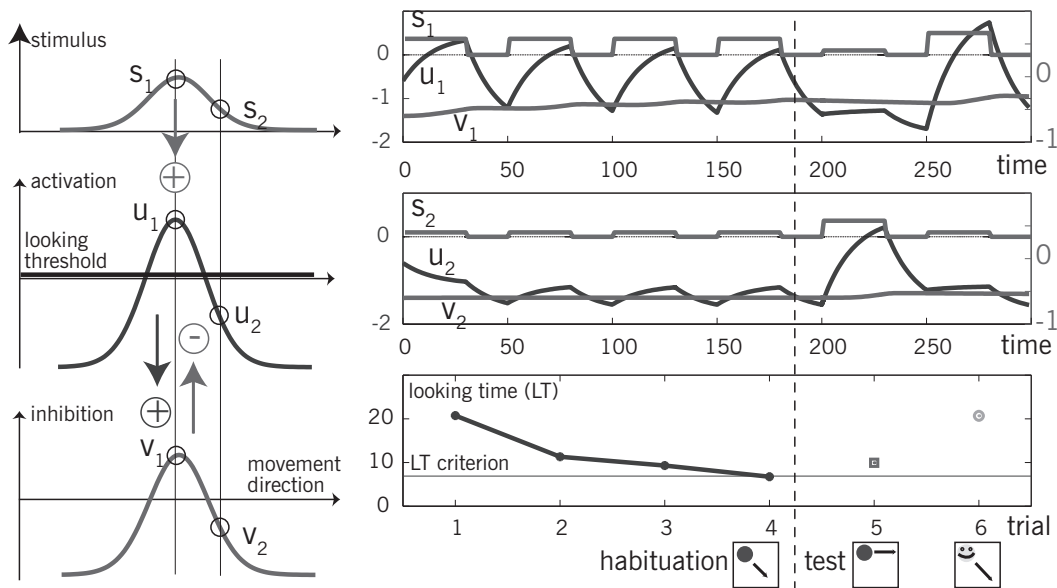 stimulus
s1
s2
activation
u1
looking
threshold
u2
+
-
inhibition
+
v1
movement
direction
v2
s1
0
u1
-1
v1
-2
0
-1
0 50 100 150 200 250 time
s2
0
u2
v2
-2
0
-1
0 50 100 150 200 250 time
looking time (LT)
20
LT criterion
10
0
1 2 3 4 5 6 trial
habituation test